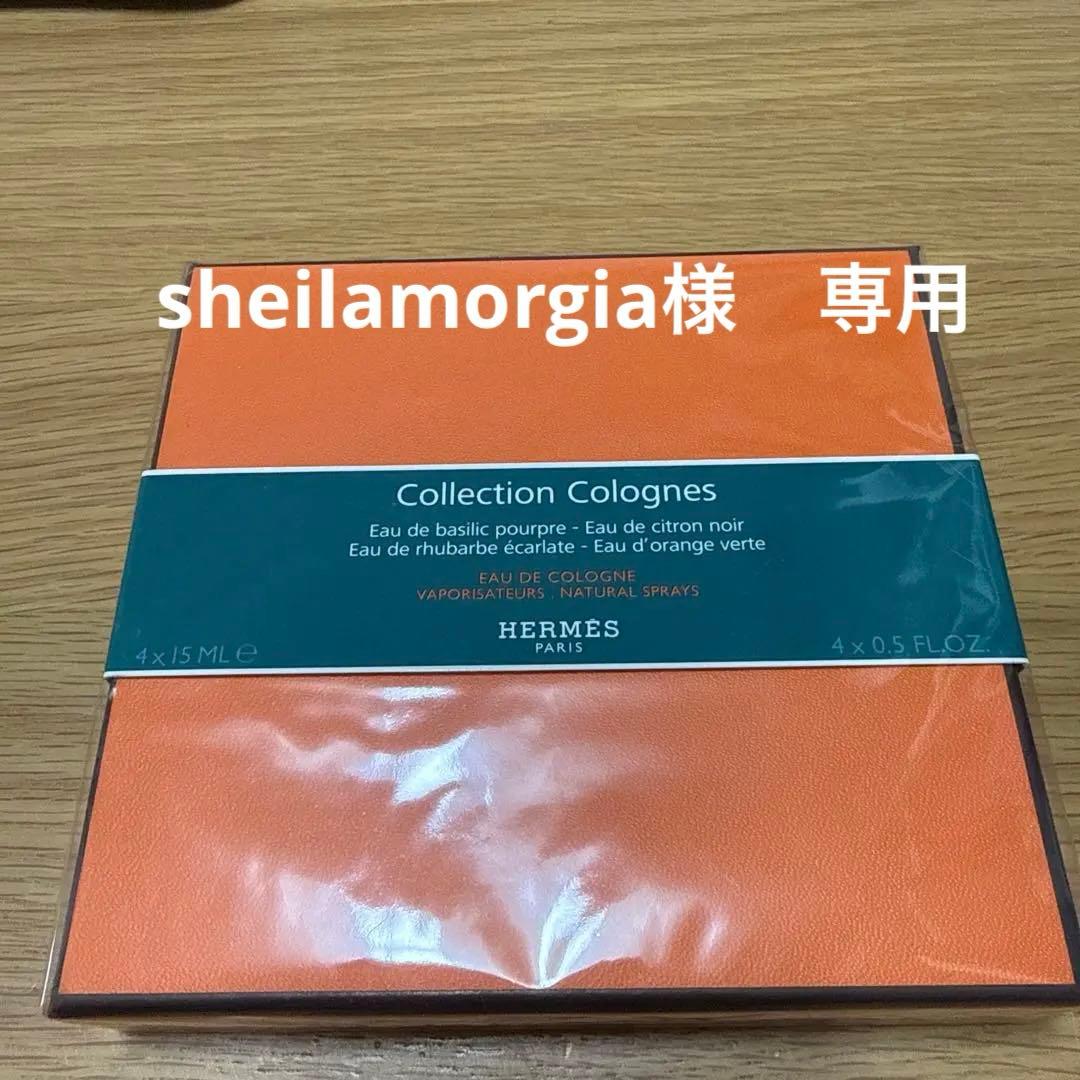 sheilamorgia様　専用
Collection Colognes
Eau de basilic pourpre - Eau de citron noir
Eau de rhubarbe écarlate - Eau d'orange verte
EAU DE COLOGNE
VAPORISATEURS . NATURAL SPRAYS
HERMÈS
PARIS
4 x 15 ML ℮
4 x 0.5 FL.OZ.